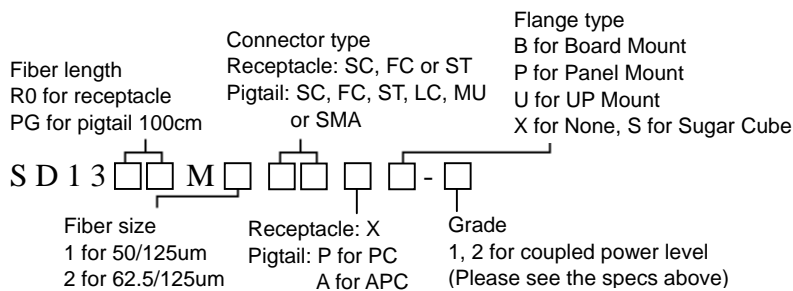 Flange type
B for Board Mount
P for Panel Mount
U for UP Mount
X for None, S for Sugar Cube
Connector type
Receptacle: SC, FC or ST
Pigtail: SC, FC, ST, LC, MU
or SMA
Fiber length
R0 for receptacle
PG for pigtail 100cm
SD13□□ M□ □□ □ □-□
Fiber size
1 for 50/125um
2 for 62.5/125um
Receptacle: X
Pigtail: P for PC
A for APC
Grade
1, 2 for coupled power level
(Please see the specs above)